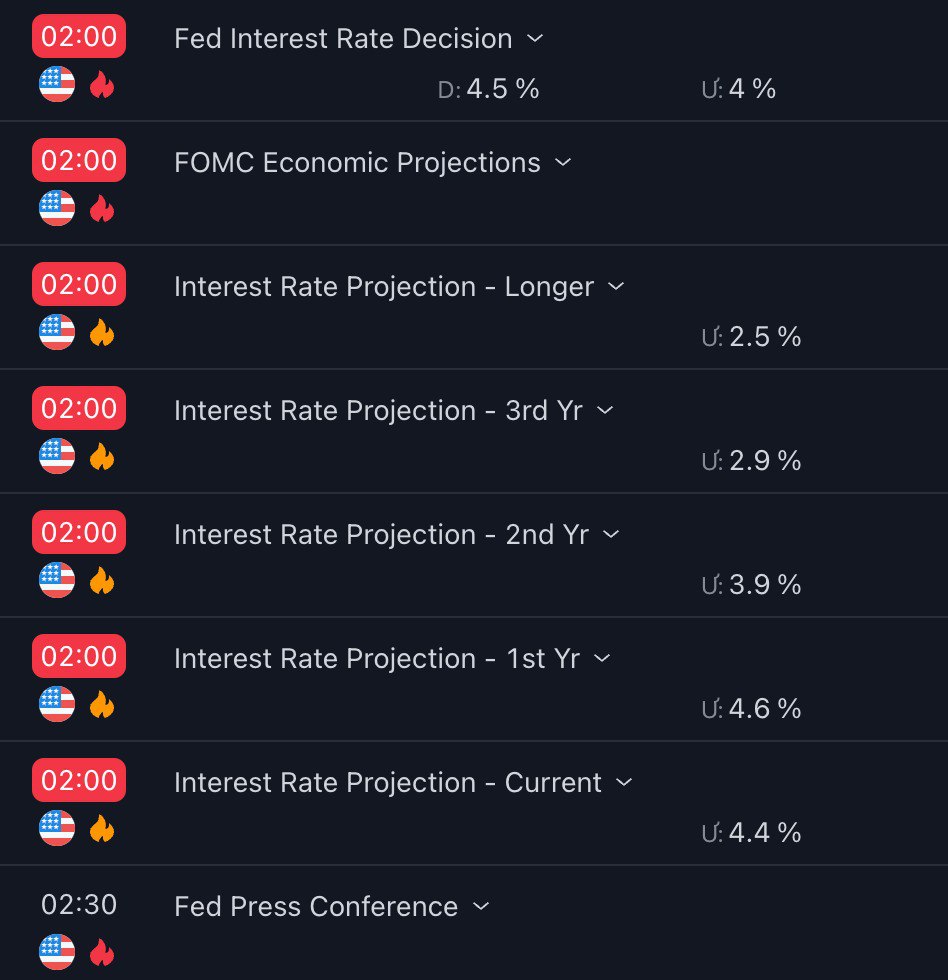 02:00 Fed Interest Rate Decision
D: 4.5 % Ư: 4 %
02:00 FOMC Economic Projections
02:00 Interest Rate Projection - Longer
Ư: 2.5 %
02:00 Interest Rate Projection - 3rd Yr
Ư: 2.9 %
02:00 Interest Rate Projection - 2nd Yr
Ư: 3.9 %
02:00 Interest Rate Projection - 1st Yr
Ư: 4.6 %
02:00 Interest Rate Projection - Current
Ư: 4.4 %
02:30 Fed Press Conference